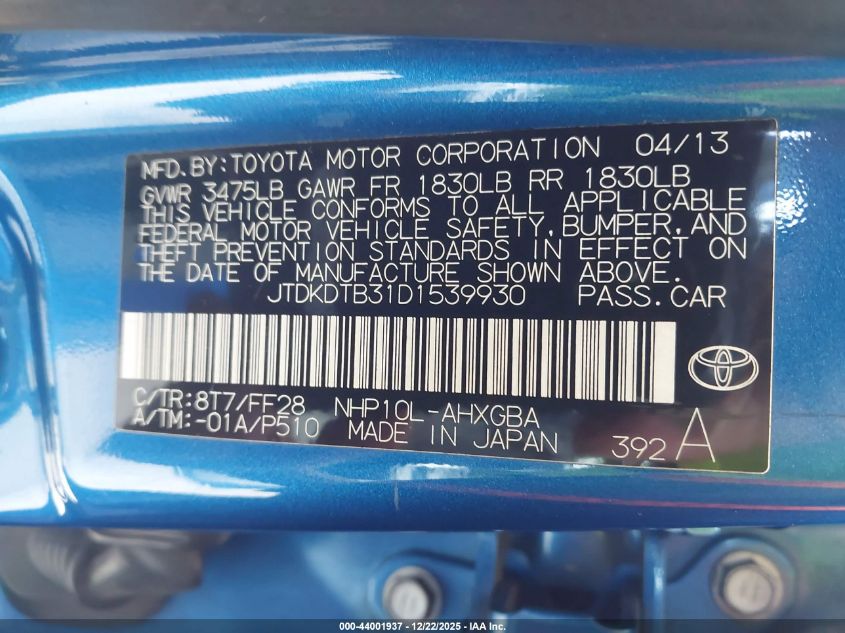 MFD. BY: TOYOTA MOTOR CORPORATION 04/13
GVWR 3475LB GAWR FR 1830LB RR 1830LB
THIS VEHICLE CONFORMS TO ALL APPLICABLE
FEDERAL MOTOR VEHICLE SAFETY, BUMPER, AND
THEFT PREVENTION STANDARDS IN EFFECT ON
THE DATE OF MANUFACTURE SHOWN ABOVE.
JTDKDTB31D1539930 PASS. CAR
C/TR: 8T7/FF28 NHP10L-AHXGBA
A/TM: -01A/P510 MADE IN JAPAN 392 A
000-44001937 - 12/22/2025 - IAA Inc.